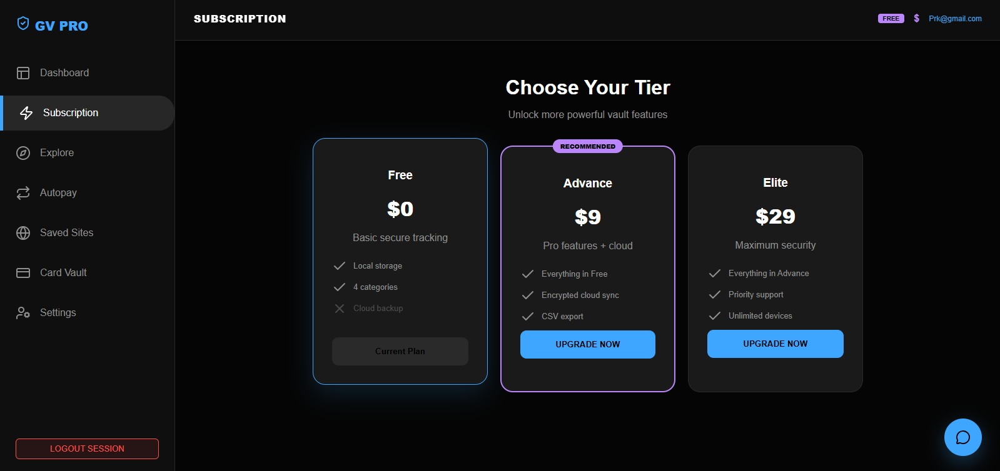 GV PRO
Dashboard
Subscription
Explore
Autopay
Saved Sites
Card Vault
Settings
LOGOUT SESSION
SUBSCRIPTION
FREE $ Prk@gmail.com
Choose Your Tier
Unlock more powerful vault features
Free
$0
Basic secure tracking
Local storage
4 categories
Cloud backup
Current Plan
RECOMMENDED
Advance
$9
Pro features + cloud
Everything in Free
Encrypted cloud sync
CSV export
UPGRADE NOW
Elite
$29
Maximum security
Everything in Advance
Priority support
Unlimited devices
UPGRADE NOW